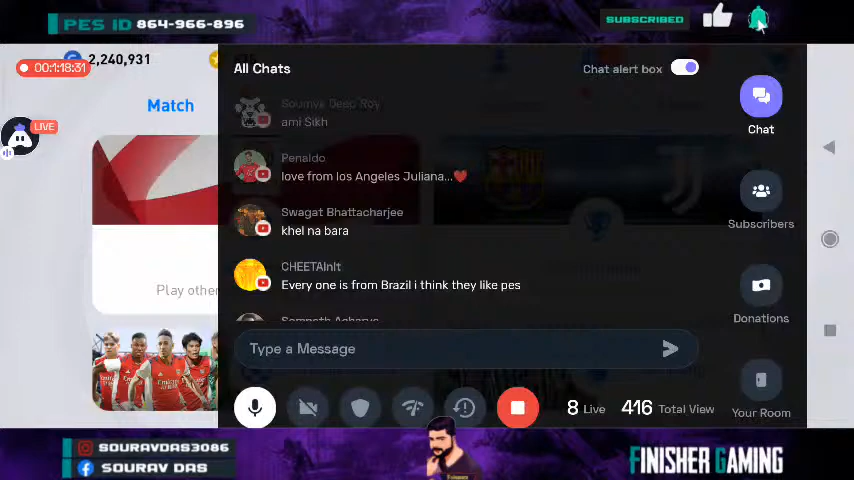 PES ID 864-966-896
SUBSCRIBED
2,240,931
00:1:18:31
All Chats
Chat alert box
Match
LIVE
Soumya Deep Roy
ami Sikh
Chat
Penaldo
love from los Angeles Juliana...❤️
Swagat Bhattacharjee
khel na bara
Subscribers
CHEETAInIt
Every one is from Brazil i think they like pes
Play other
Donations
Sompath Acharya
Type a Message
8 Live 416 Total View
Your Room
SOURAVDAS3086
SOURAV DAS
FINISHER GAMING